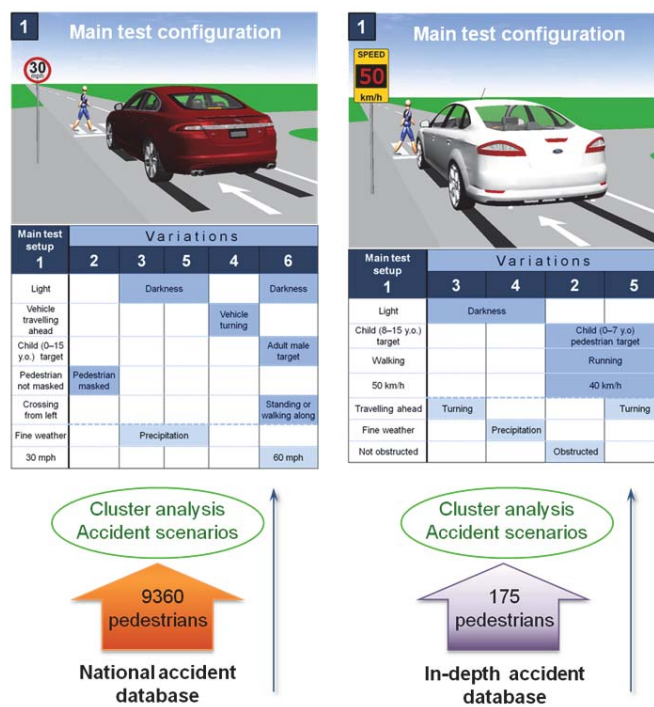 1
Main test configuration
30
mph
Main test
setup
1
Variations
2
3
5
4
6
Light
Darkness
Darkness
Vehicle
travelling
ahead
Vehicle
turning
Child (0–15
y.o.) target
Adult male
target
Pedestrian
not masked
Pedestrian
masked
Crossing
from left
Standing or
walking along
Fine weather
Precipitation
30 mph
60 mph
Cluster analysis
Accident scenarios
9360
pedestrians
National accident
database
1
Main test configuration
SPEED
50
km/h
Main test
setup
1
Variations
3
4
2
5
Light
Darkness
Child (8–15 y.o.)
target
Child (0–7 y.o)
pedestrian target
Walking
Running
50 km/h
40 km/h
Travelling ahead
Turning
Turning
Fine weather
Precipitation
Not obstructed
Obstructed
Cluster analysis
Accident scenarios
175
pedestrians
In-depth accident
database